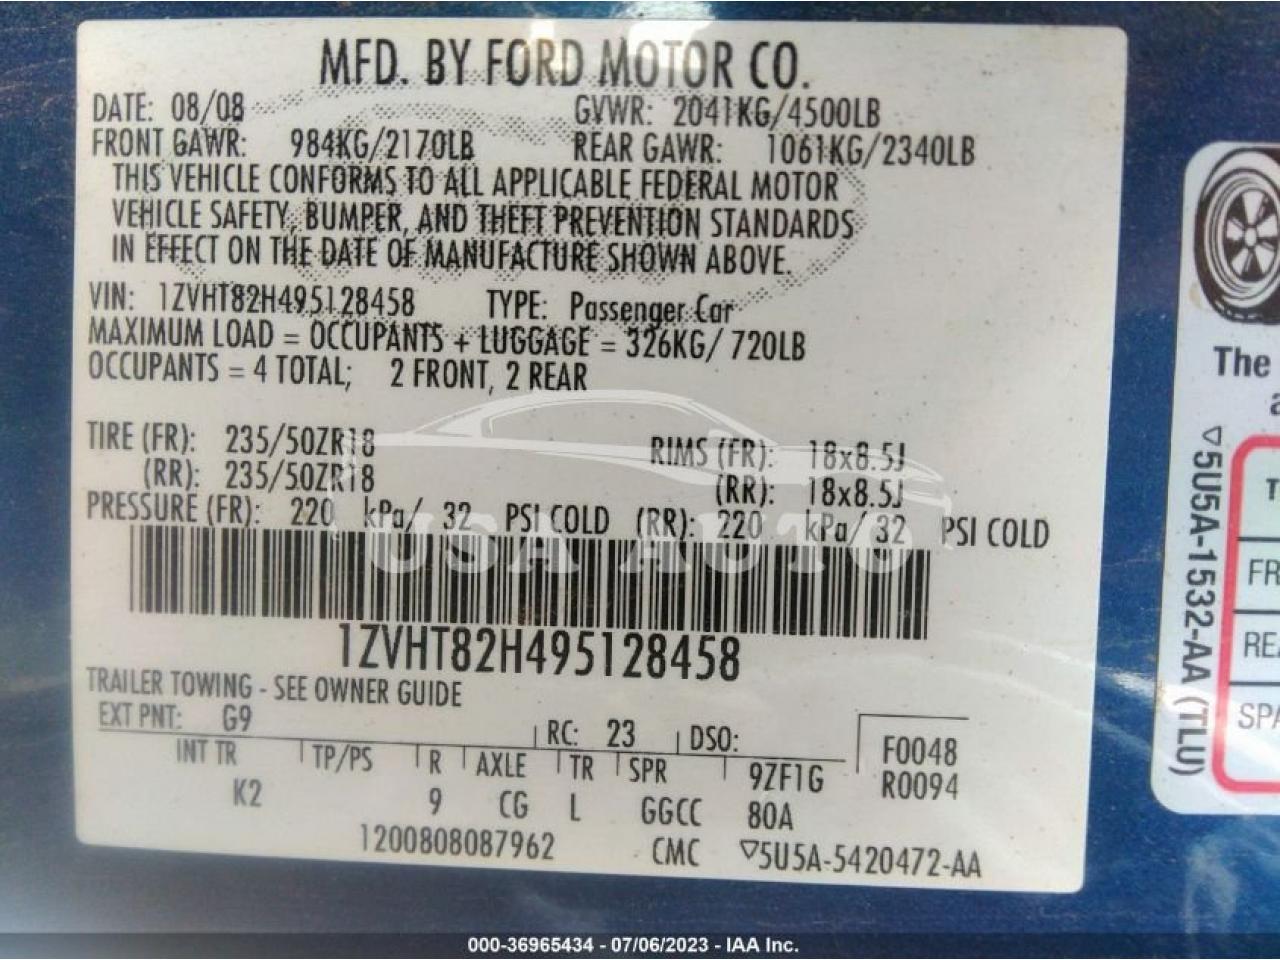 MFD. BY FORD MOTOR CO.
DATE: 08/08 GVWR: 2041KG/4500LB
FRONT GAWR: 984KG/2170LB REAR GAWR: 1061KG/2340LB
THIS VEHICLE CONFORMS TO ALL APPLICABLE FEDERAL MOTOR
VEHICLE SAFETY, BUMPER, AND THEFT PREVENTION STANDARDS
IN EFFECT ON THE DATE OF MANUFACTURE SHOWN ABOVE.
VIN: 1ZVHT82H495128458 TYPE: Passenger Car
MAXIMUM LOAD = OCCUPANTS + LUGGAGE = 326KG/ 720LB
OCCUPANTS = 4 TOTAL; 2 FRONT, 2 REAR
TIRE (FR): 235/50ZR18 RIMS (FR): 18x8.5J
(RR): 235/50ZR18 (RR): 18x8.5J
PRESSURE (FR): 220 kPa/ 32 PSI COLD (RR): 220 kPa/ 32 PSI COLD
USA AUTO
1ZVHT82H495128458
TRAILER TOWING - SEE OWNER GUIDE
EXT PNT: G9 RC: 23 DSO:
INT TR TP/PS R AXLE TR SPR 9ZF1G F0048
K2 9 CG L GGCC 80A R0094
1200808087962 CMC ▽5U5A-5420472-AA
The
a
T
FR
REA
SPA
▽5U5A-1532-AA (TLU)
000-36965434 - 07/06/2023 - IAA Inc.